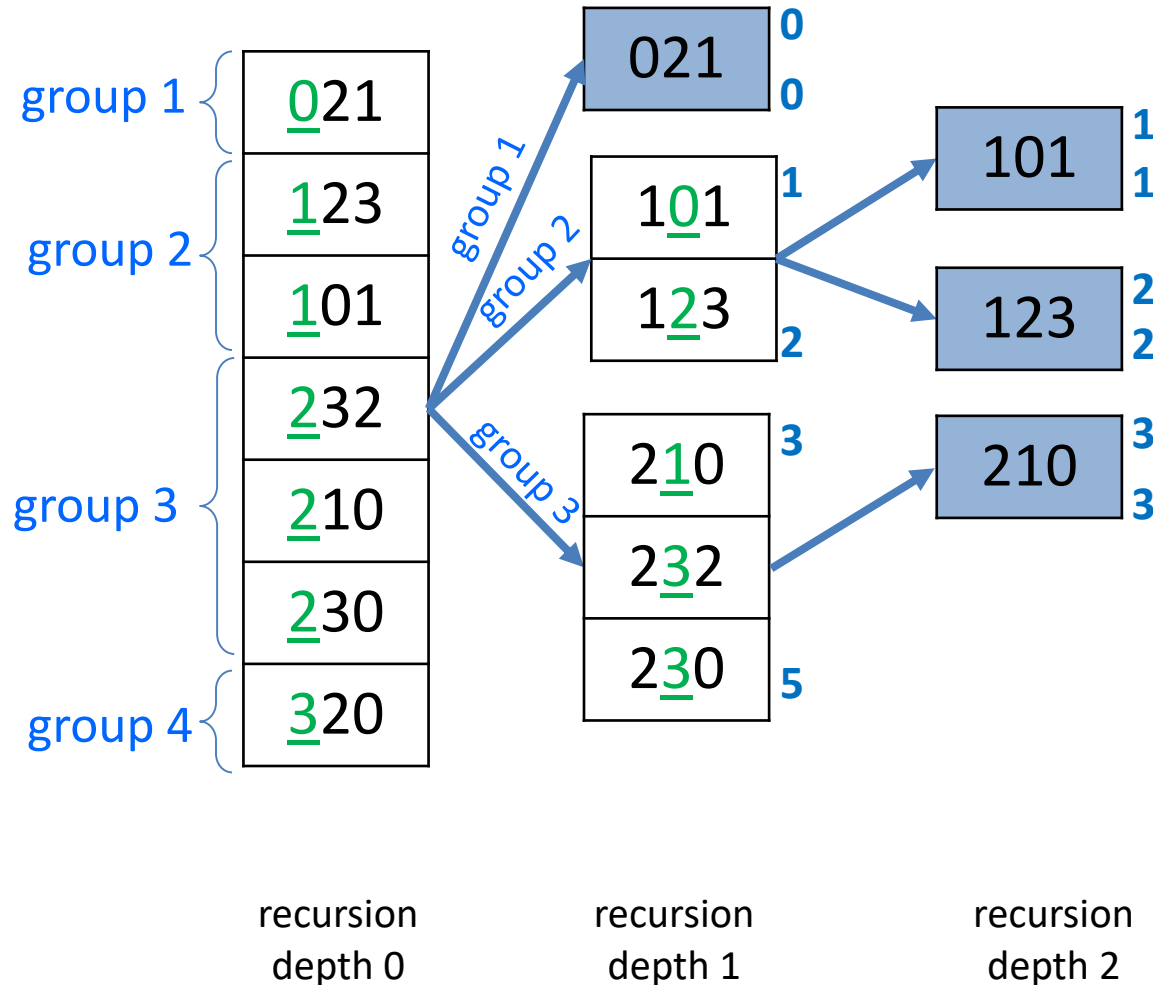 group 1
group 2
group 3
group 4
021
123
101
232
210
230
320
group 1
group 2
group 3
021
0
0
101
1
123
2
210
3
232
230
5
101
1
1
123
2
2
210
3
3
recursion
depth 0
recursion
depth 1
recursion
depth 2